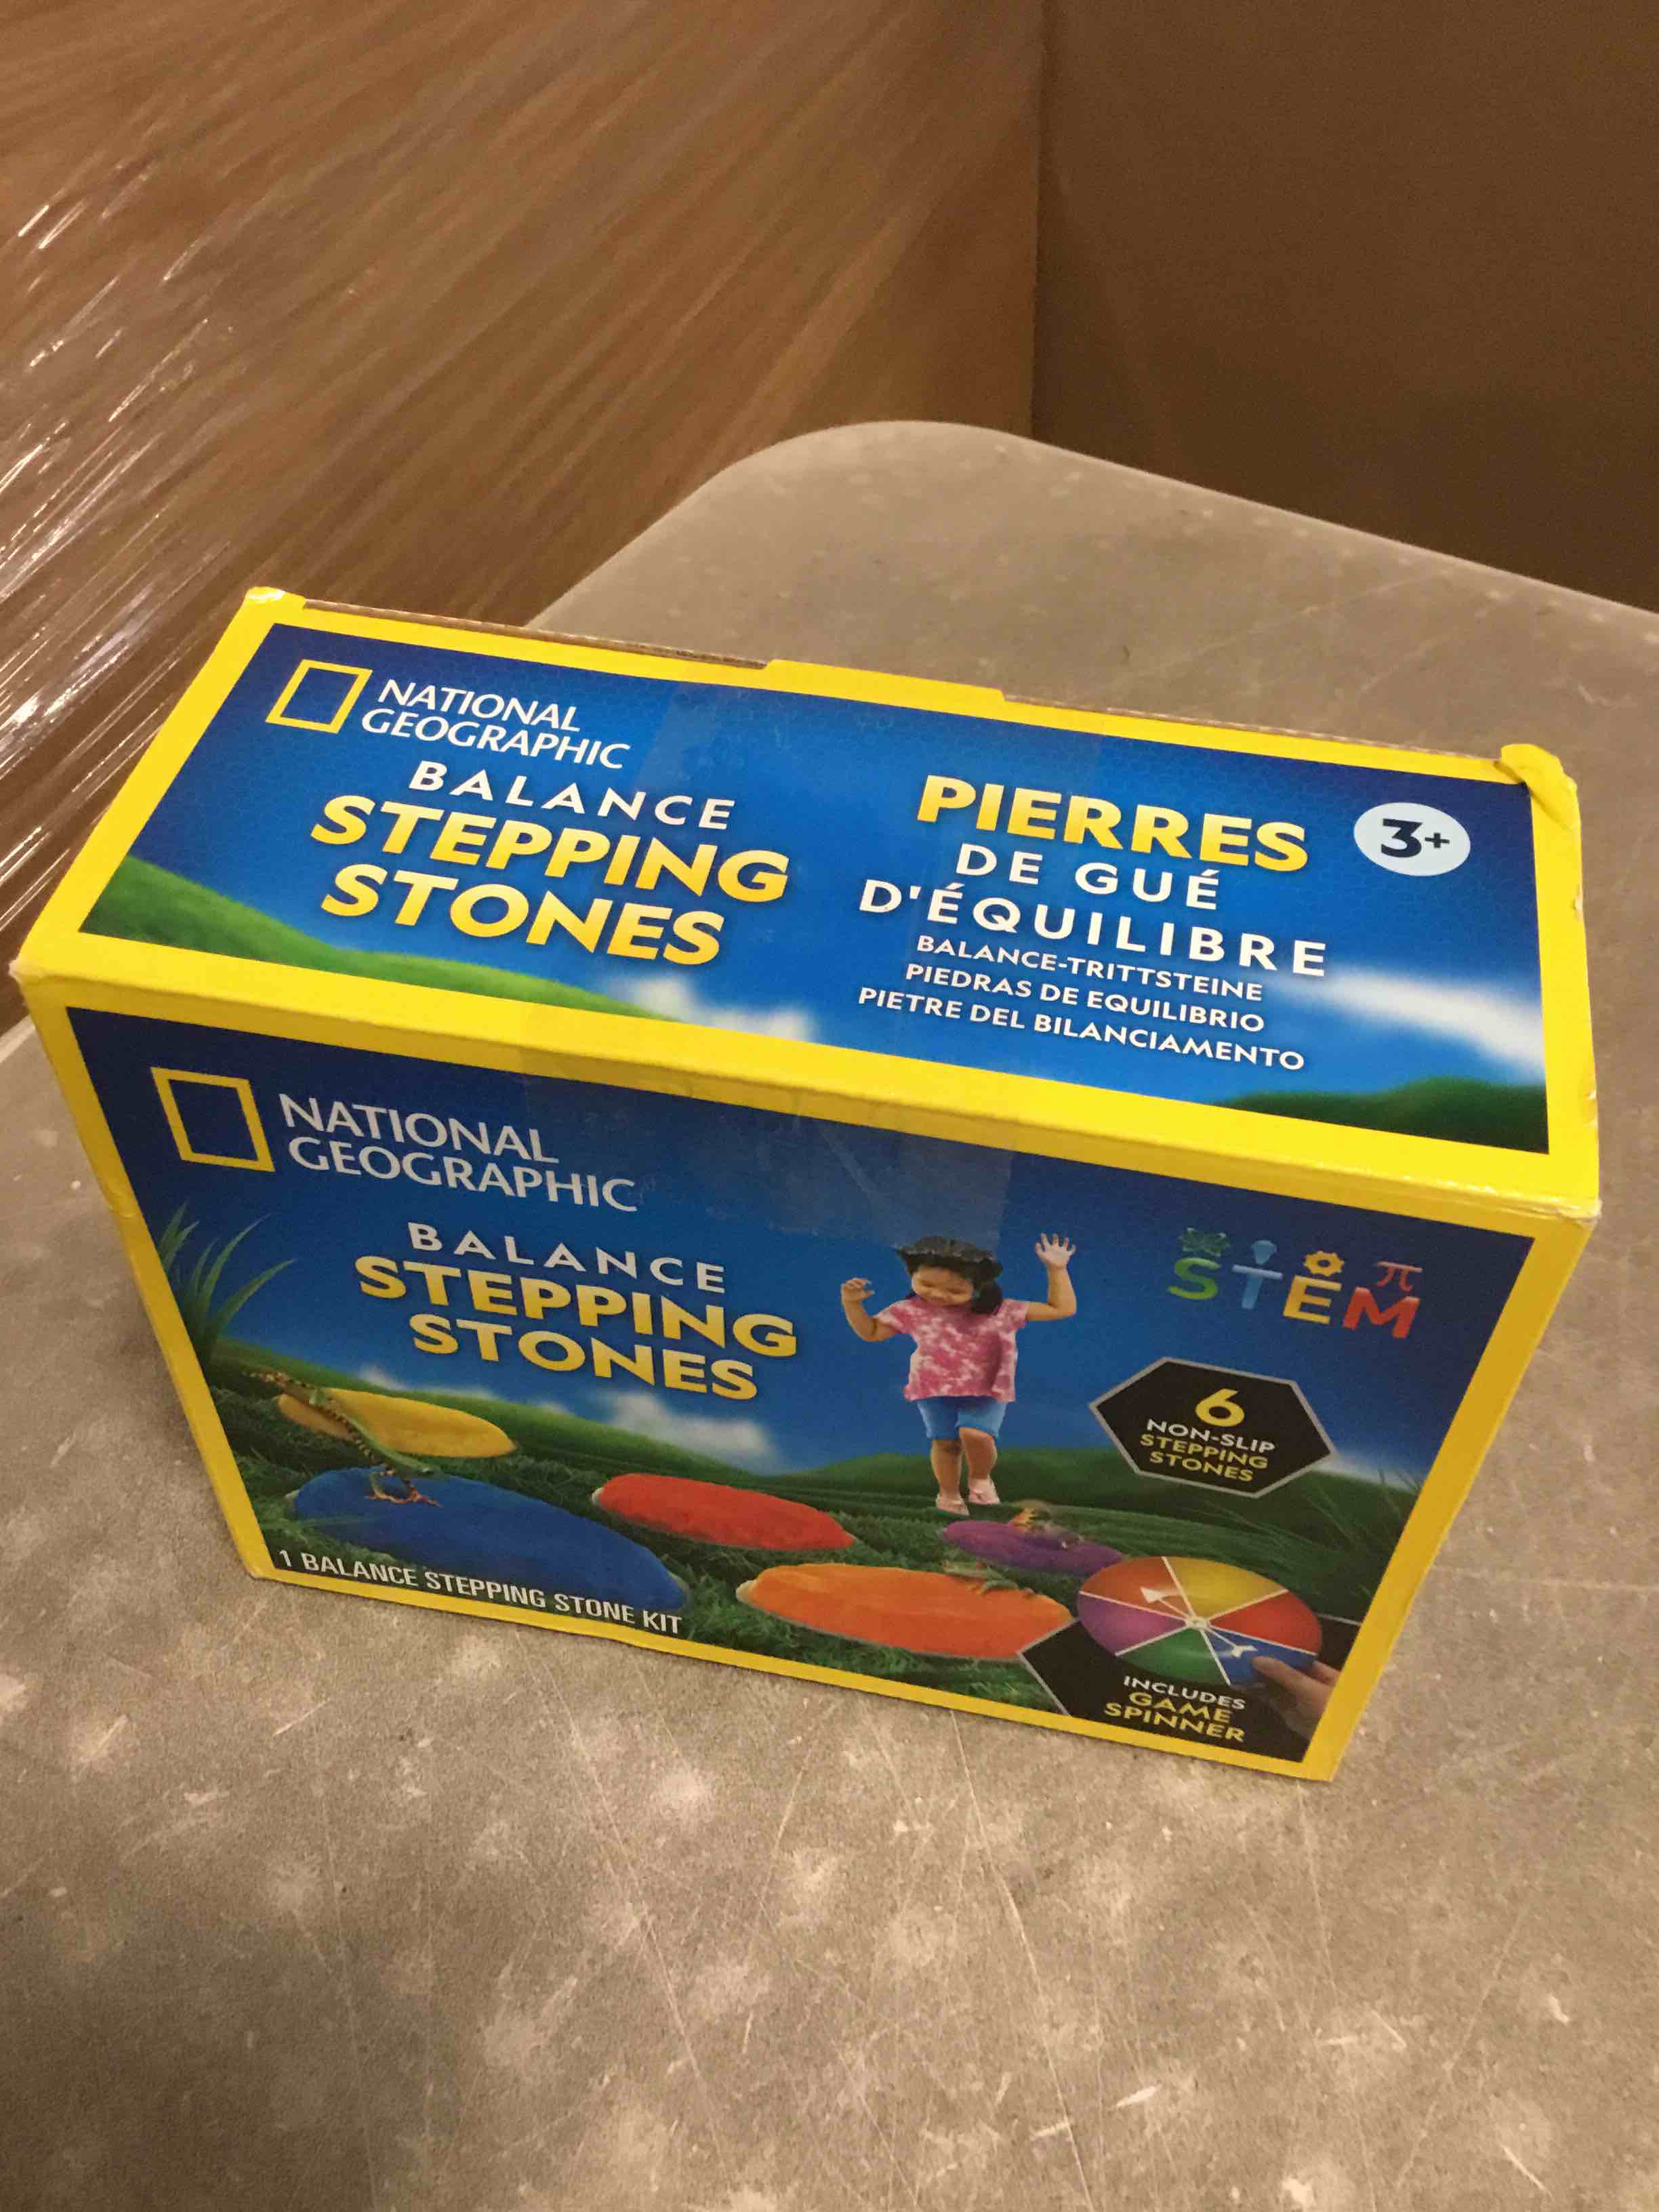 NATIONAL
GEOGRAPHIC
BALANCE
STEPPING
STONES
PIERRES
DE GUÉ
D'ÉQUILIBRE
BALANCE-TRITTSTEINE
PIEDRAS DE EQUILIBRIO
PIETRE DEL BILANCIAMENTO
3+
NATIONAL
GEOGRAPHIC
BALANCE
STEPPING
STONES
π
STEM
6
NON-SLIP
STEPPING
STONES
1 BALANCE STEPPING STONE KIT
INCLUDES
GAME
SPINNER